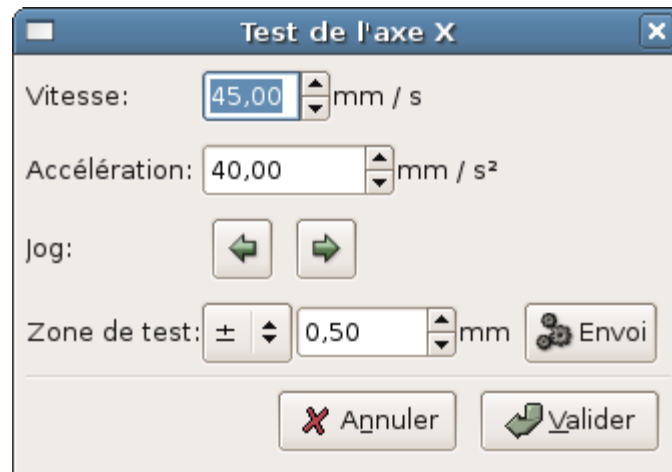 Test de l'axe X
Vitesse: 45,00 mm / s
Accélération: 40,00 mm / s²
Jog:
Zone de test: ± 0,50 mm Envoi
Annuler Valider